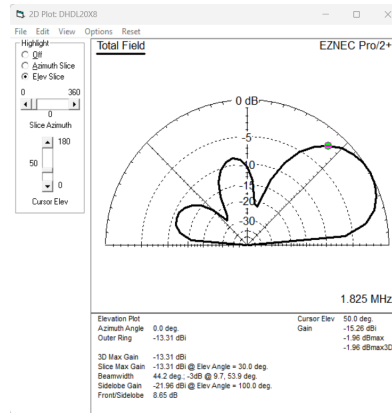 2D Plot: DHDL20X8
File Edit View Options Reset
Highlight
Off
Azimuth Slice
Elev Slice
0 360
0
Slice Azimuth
180
50
0
Cursor Elev
Total Field
EZNEC Pro/2+
0 dB
-5
-10
-15
-20
-30
1.825 MHz
Elevation Plot
Azimuth Angle 0.0 deg.
Outer Ring -13.31 dBi
3D Max Gain -13.31 dBi
Slice Max Gain -13.31 dBi @ Elev Angle = 30.0 deg.
Beamwidth 44.2 deg.; -3dB @ 9.7, 53.9 deg.
Sidelobe Gain -21.96 dBi @ Elev Angle = 100.0 deg.
Front/Sidelobe 8.65 dB
Cursor Elev 50.0 deg.
Gain -15.26 dBi
-1.96 dBmax
-1.96 dBmax3D